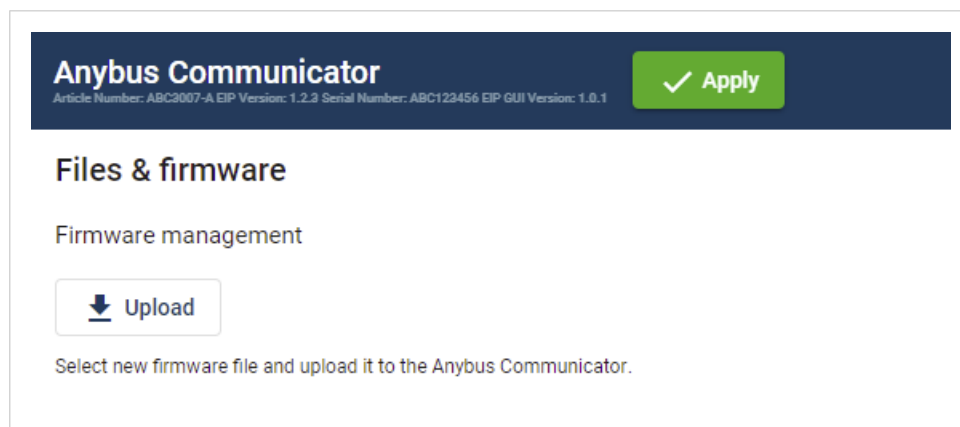 Anybus Communicator
Article Number: ABC3007-A EIP Version: 1.2.3 Serial Number: ABC123456 EIP GUI Version: 1.0.1
Apply
Files & firmware
Firmware management
Upload
Select new firmware file and upload it to the Anybus Communicator.